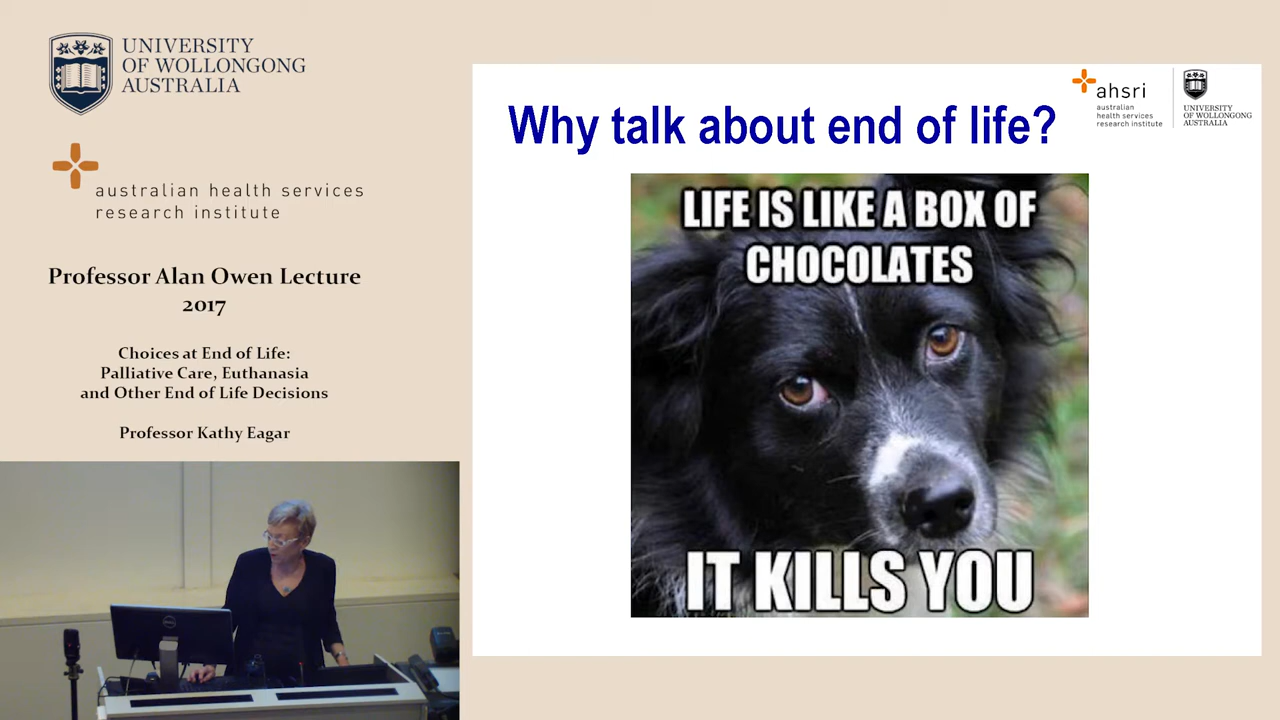 UNIVERSITY
OF WOLLONGONG
AUSTRALIA
australian health services
research institute
Professor Alan Owen Lecture
2017
Choices at End of Life:
Palliative Care, Euthanasia
and Other End of Life Decisions
Professor Kathy Eagar
Why talk about end of life?
ahsri
australian
health services
research institute
UNIVERSITY
OF WOLLONGONG
AUSTRALIA
LIFE IS LIKE A BOX OF
CHOCOLATES
IT KILLS YOU
DELL